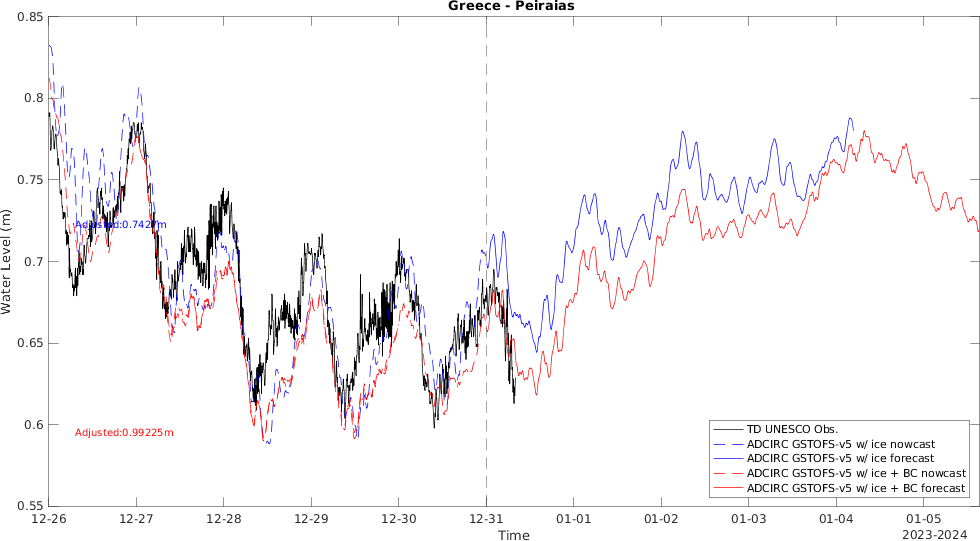 Greece - Peiraias
0.85
0.8
0.75
0.7
0.65
0.6
0.55
Water Level (m)
Adjusted:0.7427m
Adjusted:0.99225m
TD UNESCO Obs.
ADCIRC GSTOFS-v5 w/ ice nowcast
ADCIRC GSTOFS-v5 w/ ice forecast
ADCIRC GSTOFS-v5 w/ ice + BC nowcast
ADCIRC GSTOFS-v5 w/ ice + BC forecast
12-26 12-27 12-28 12-29 12-30 12-31 01-01 01-02 01-03 01-04 01-05
Time
2023-2024